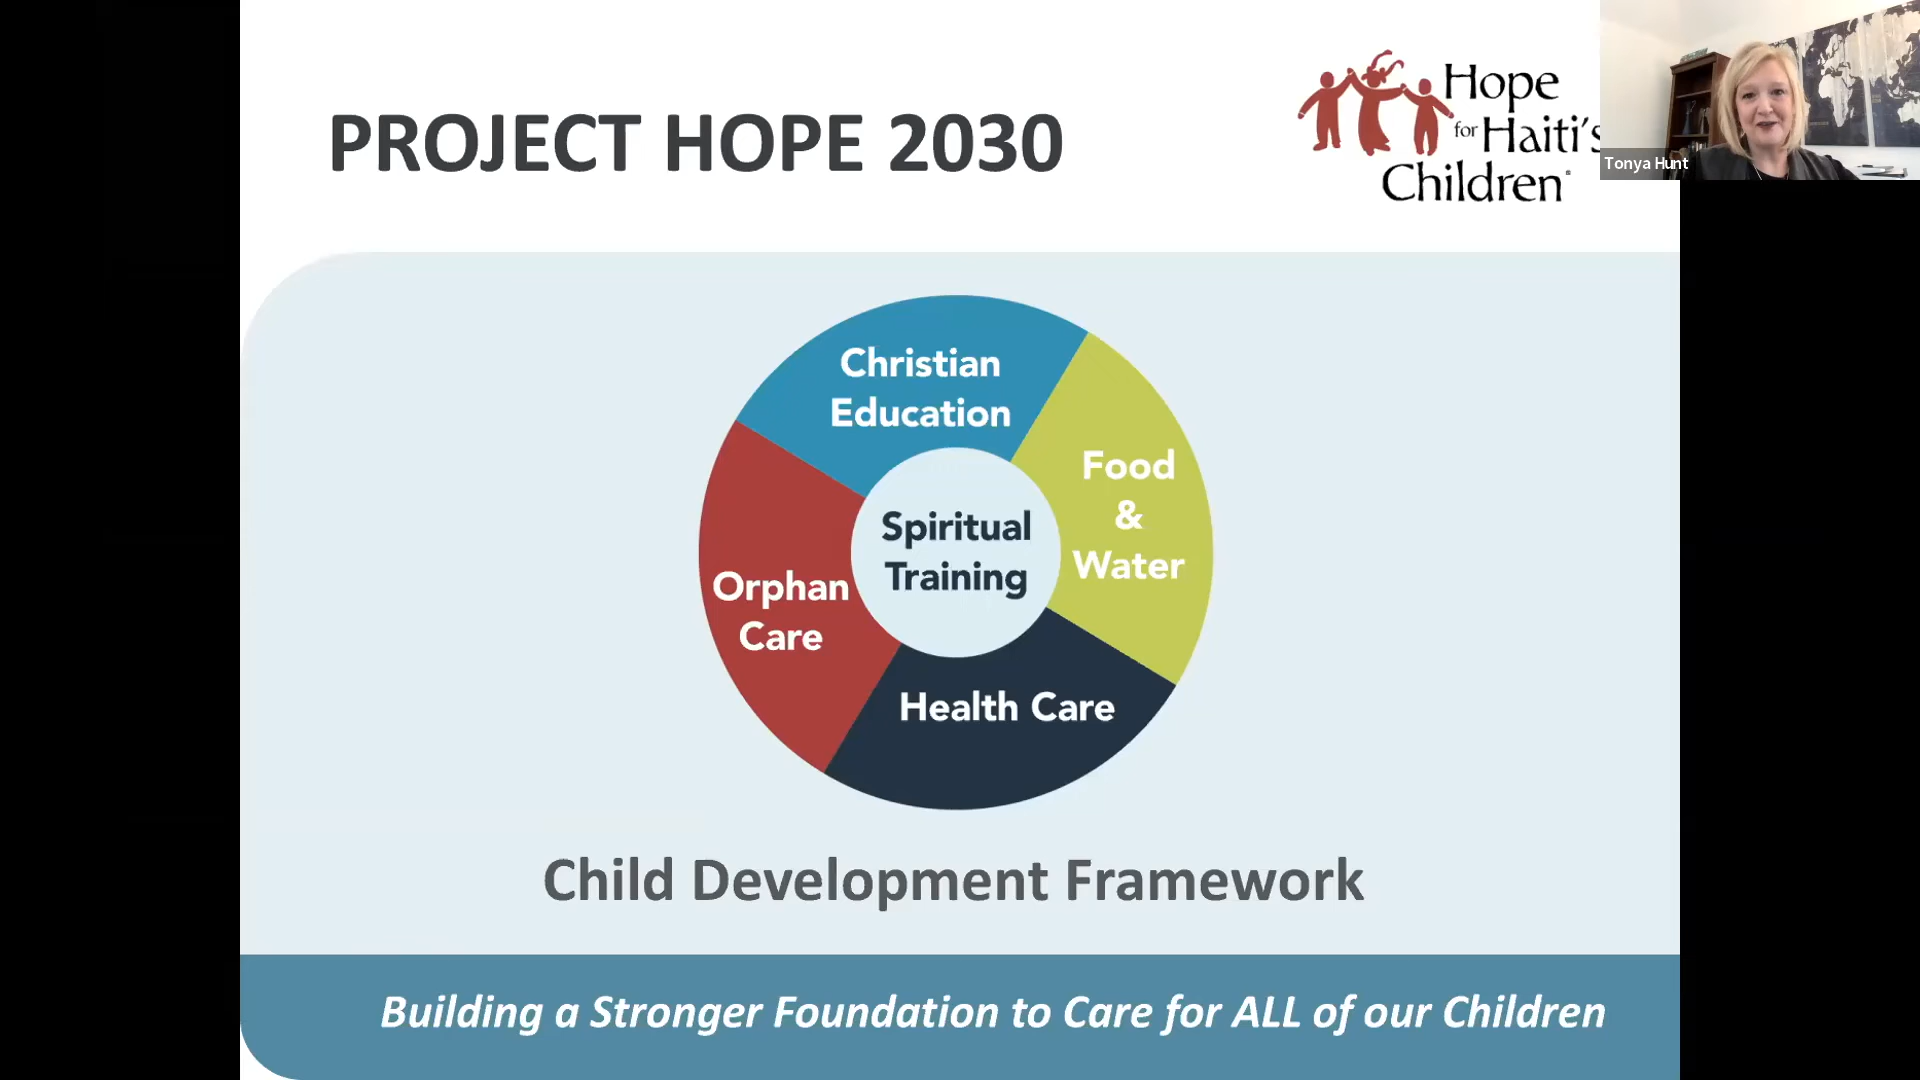 PROJECT HOPE 2030
Hope
for Haiti's
Children
Tonya Hunt
Christian
Education
Food
&
Water
Spiritual
Training
Orphan
Care
Health Care
Child Development Framework
Building a Stronger Foundation to Care for ALL of our Children